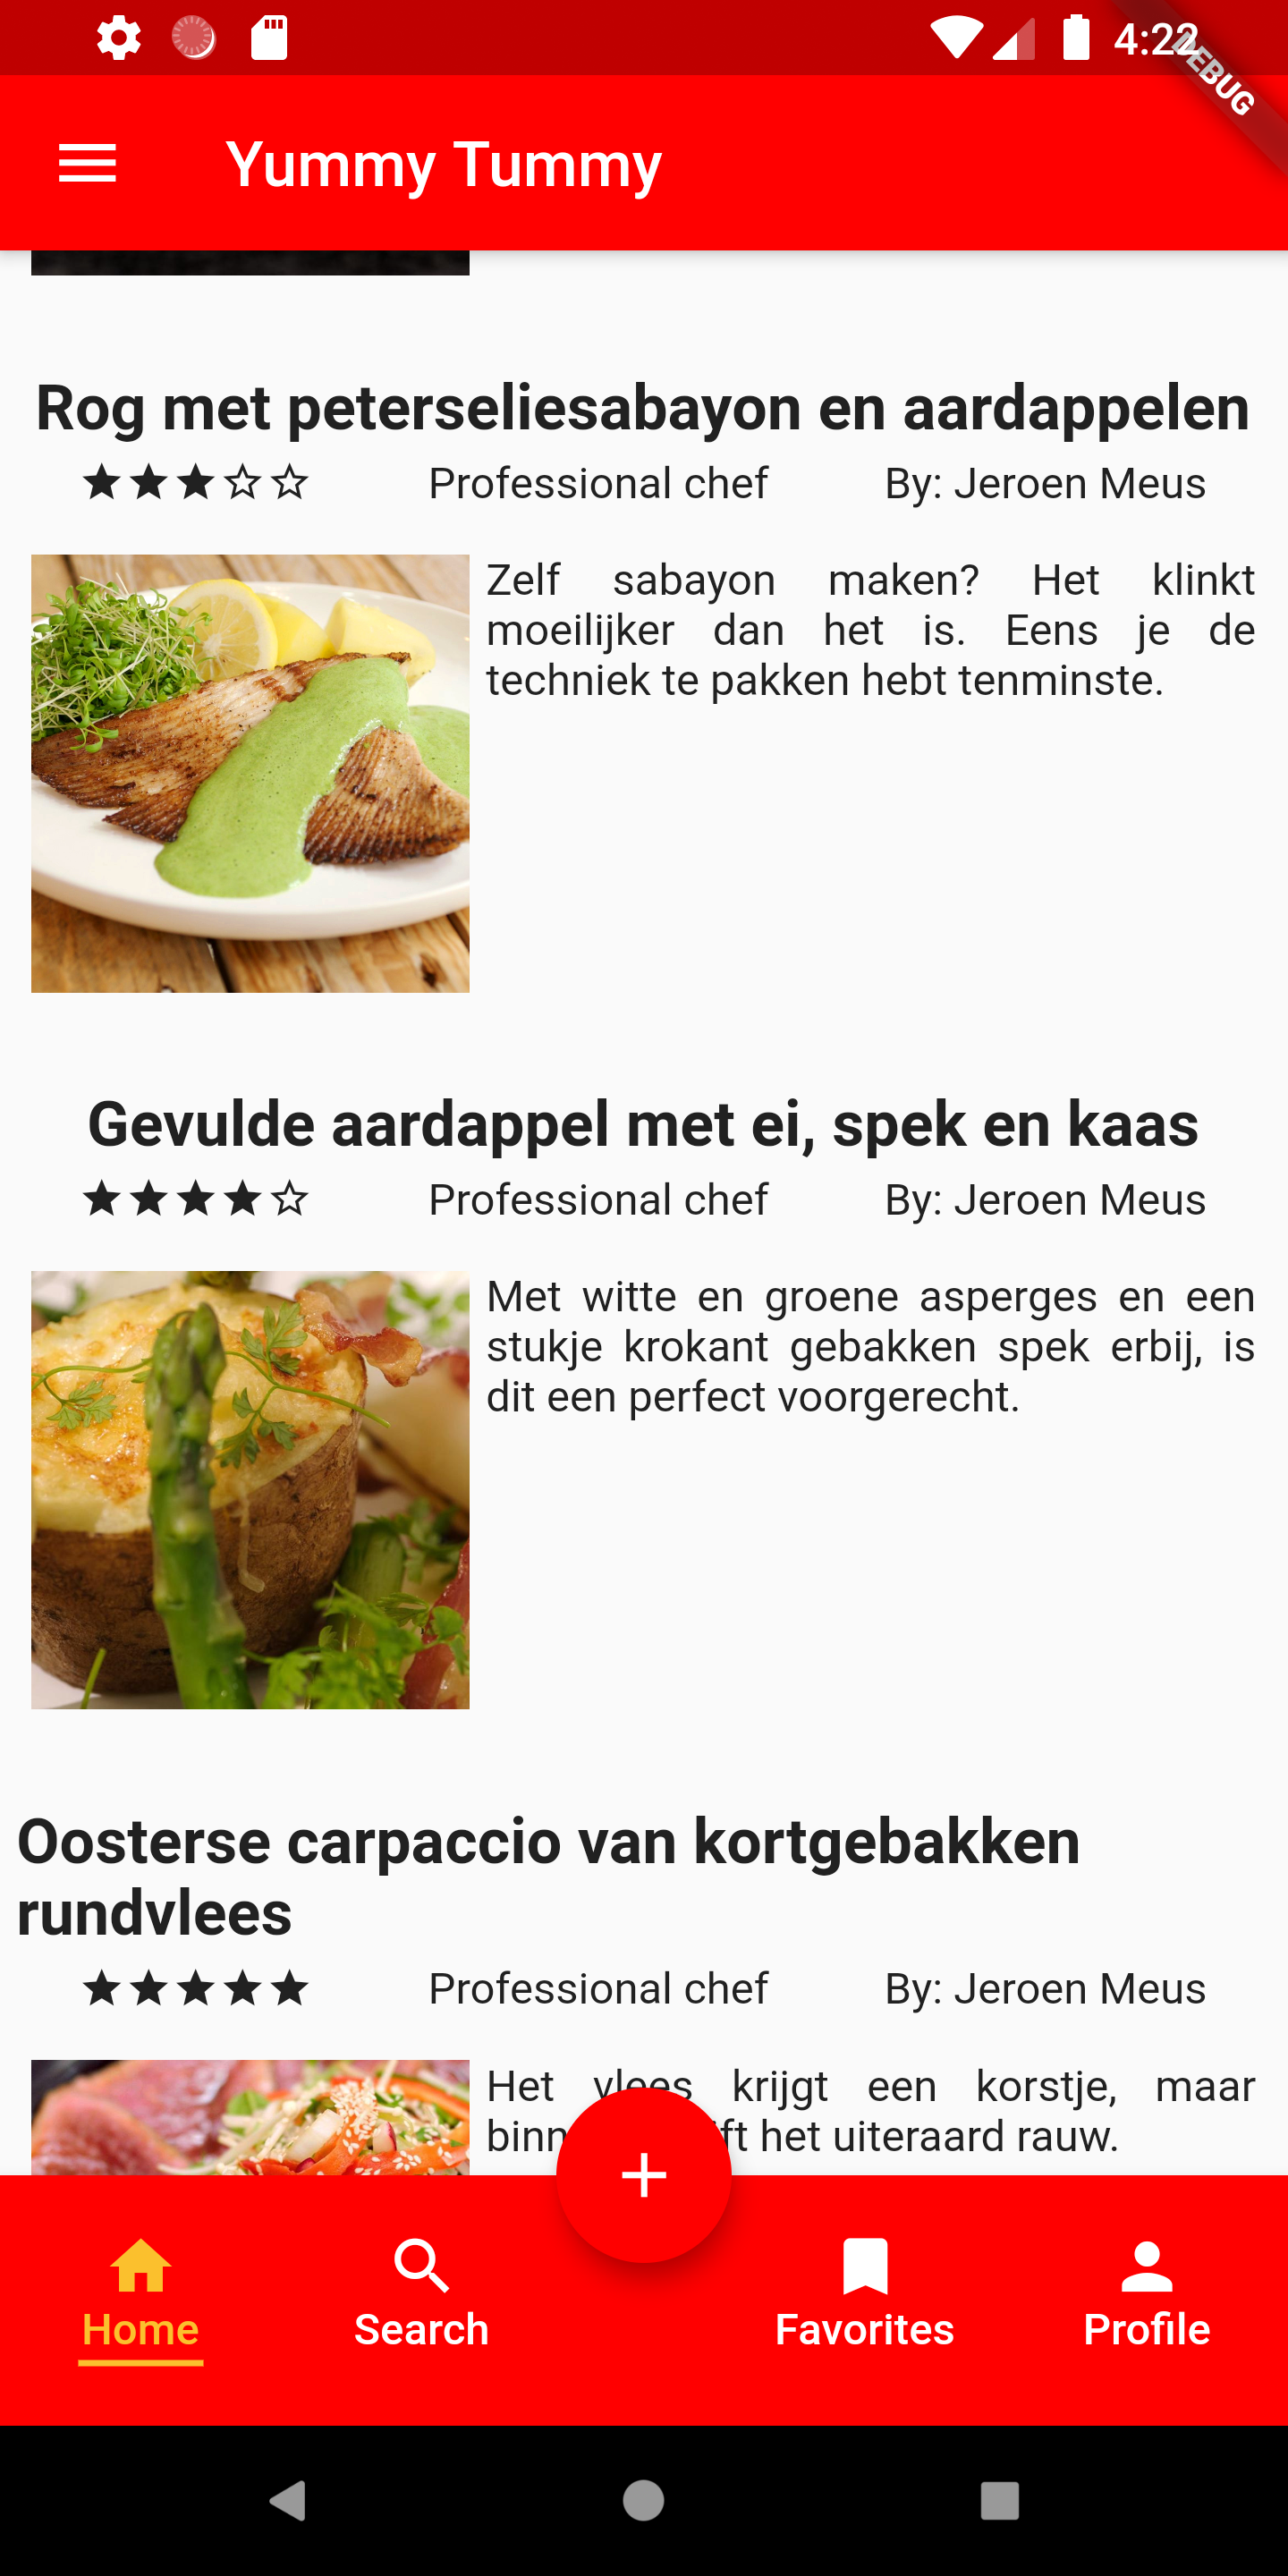 4:22
DEBUG
Yummy Tummy
Rog met peterseliesabayon en aardappelen
Professional chef By: Jeroen Meus
Zelf sabayon maken? Het klinkt
moeilijker dan het is. Eens je de
techniek te pakken hebt tenminste.
Gevulde aardappel met ei, spek en kaas
Professional chef By: Jeroen Meus
Met witte en groene asperges en een
stukje krokant gebakken spek erbij, is
dit een perfect voorgerecht.
Oosterse carpaccio van kortgebakken
rundvlees
Professional chef By: Jeroen Meus
Het vlees krijgt een korstje, maar
het uiteraard rauw.
Home Search Favorites Profile